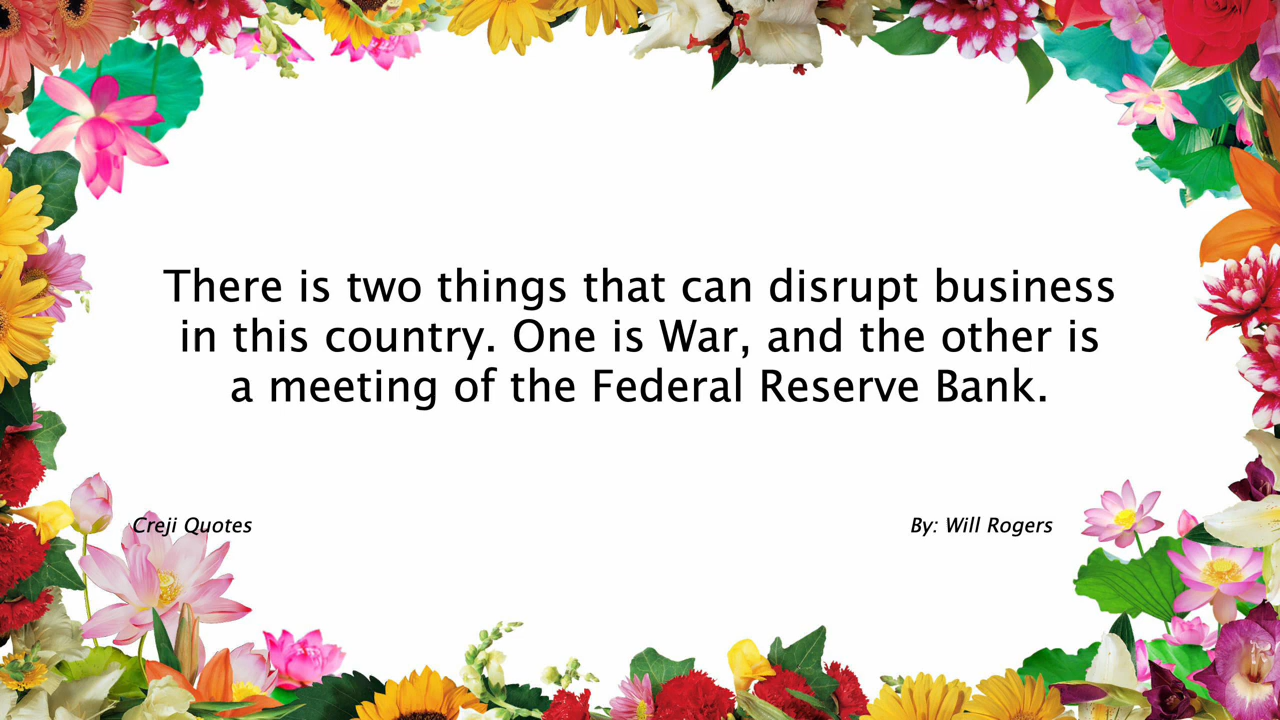 There is two things that can disrupt business
in this country. One is War, and the other is
a meeting of the Federal Reserve Bank.
Creji Quotes
By: Will Rogers